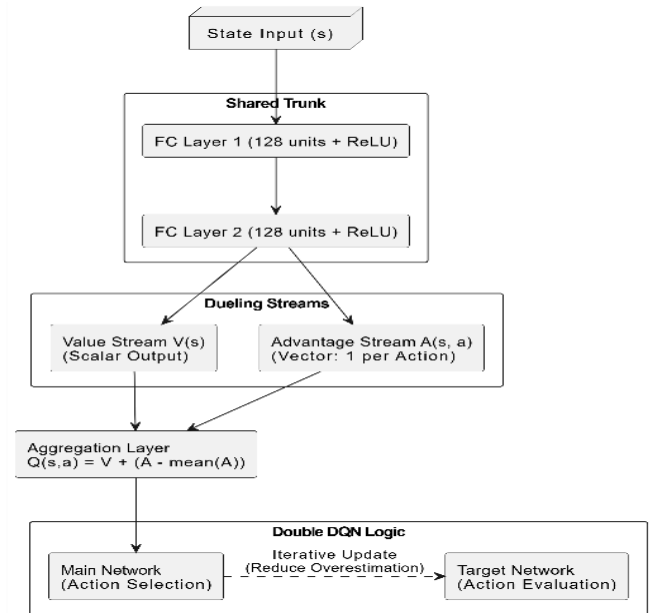 State Input (s)
Shared Trunk
FC Layer 1 (128 units + ReLU)
FC Layer 2 (128 units + ReLU)
Dueling Streams
Value Stream V(s)
(Scalar Output)
Advantage Stream A(s, a)
(Vector: 1 per Action)
Aggregation Layer
Q(s,a) = V + (A - mean(A))
Double DQN Logic
Main Network
(Action Selection)
Iterative Update
(Reduce Overestimation)
Target Network
(Action Evaluation)